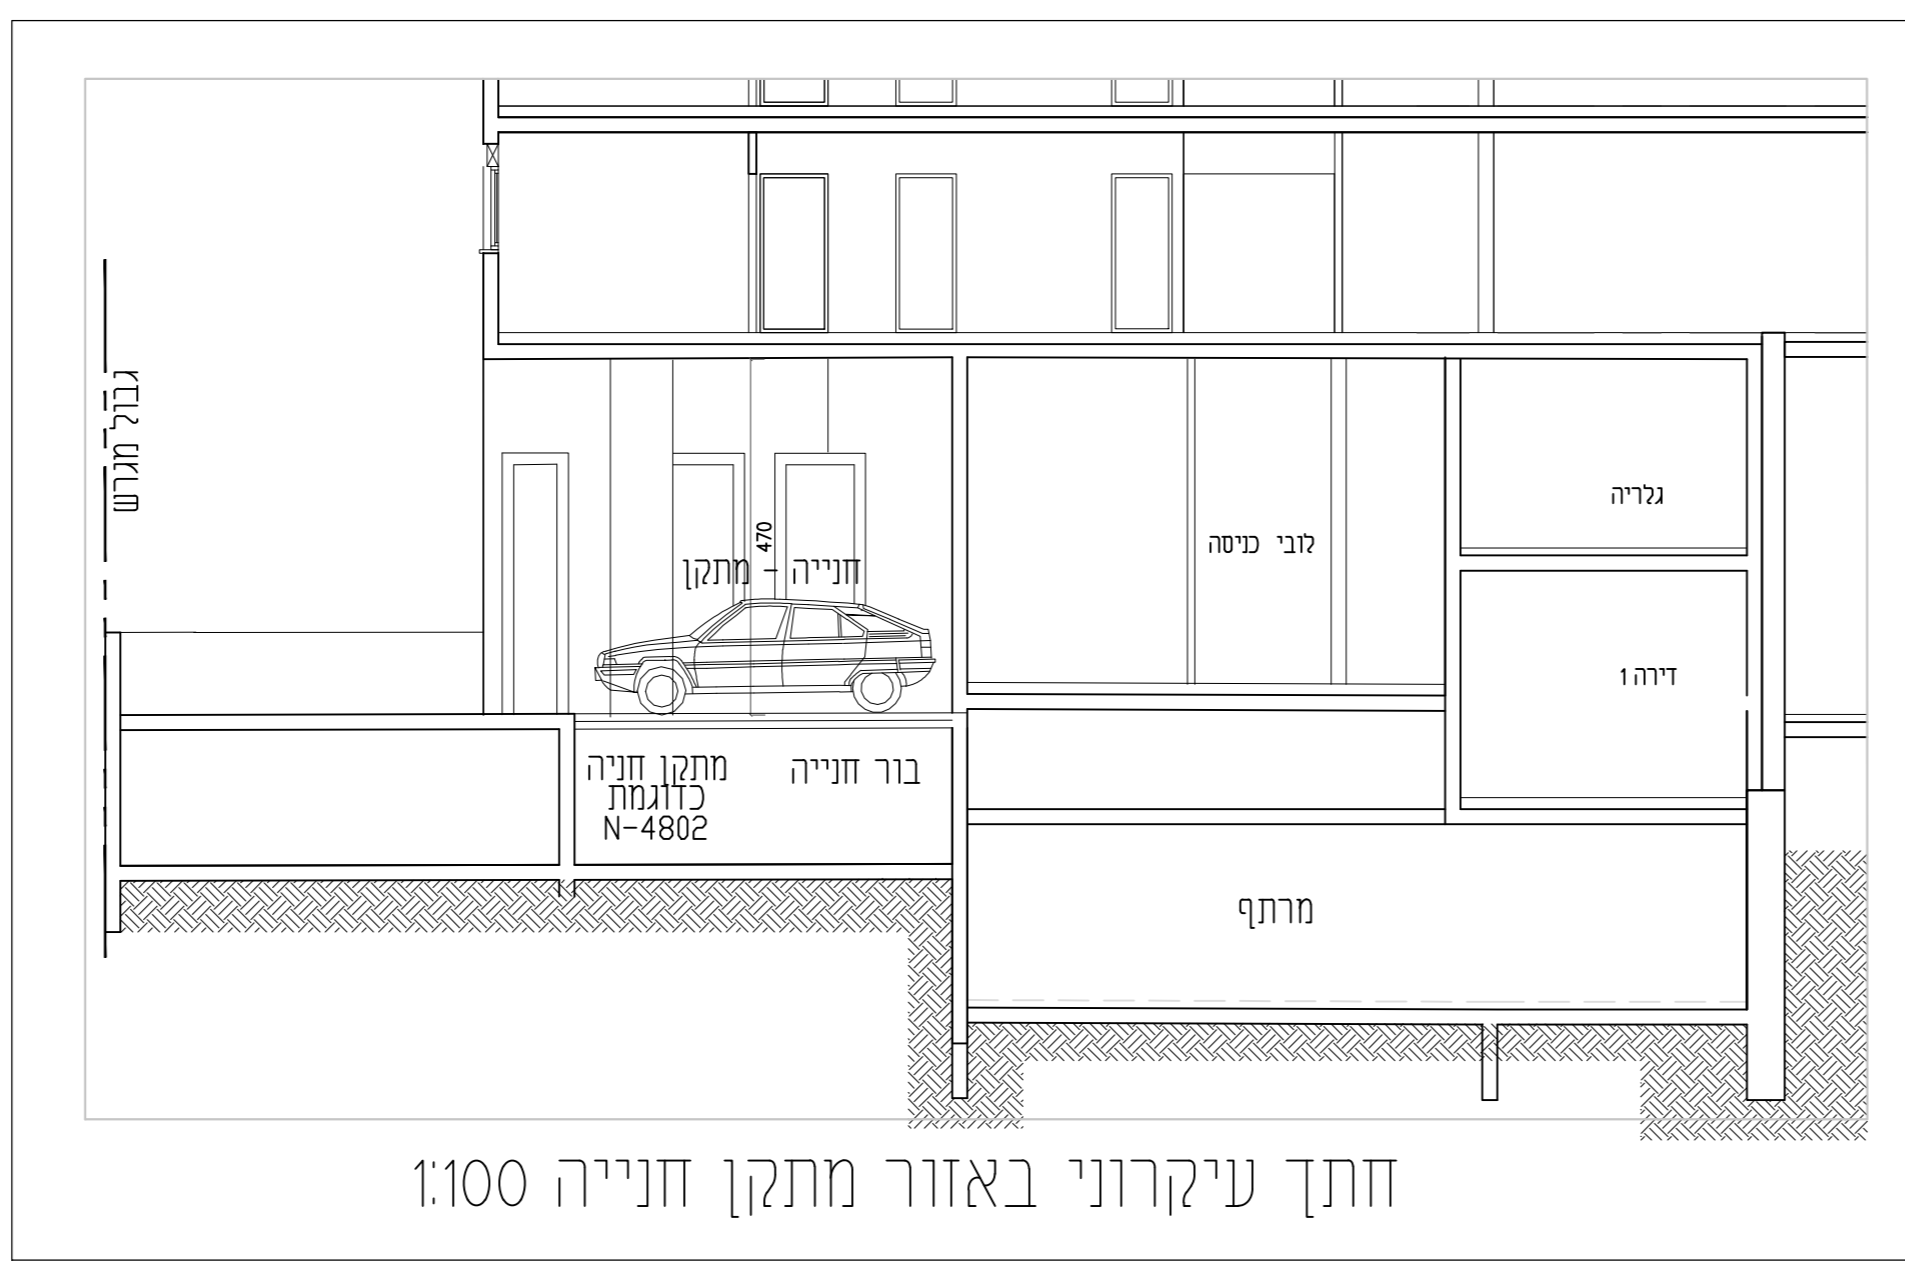 גבול מגרש
גלריה
470
לובי כניסה
חנייה - מתקן
דירה 1
בור חנייה
מתקן חניה
כדוגמת
N-4802
מרתף
חתך עיקרוני באזור מתקן חנייה 1:100